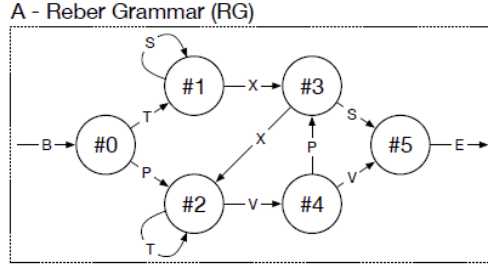 A - Reber Grammar (RG)
S
#1 X #3
B #0 T S #5 E
X
P P
#2 V #4 V
T